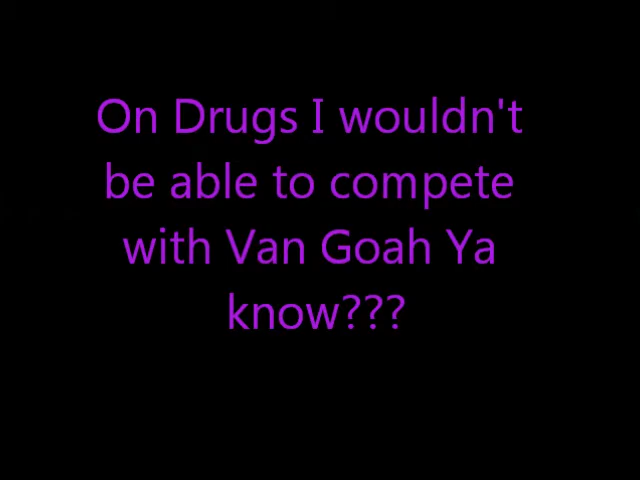 On Drugs I wouldn't
be able to compete
with Van Goah Ya
know???